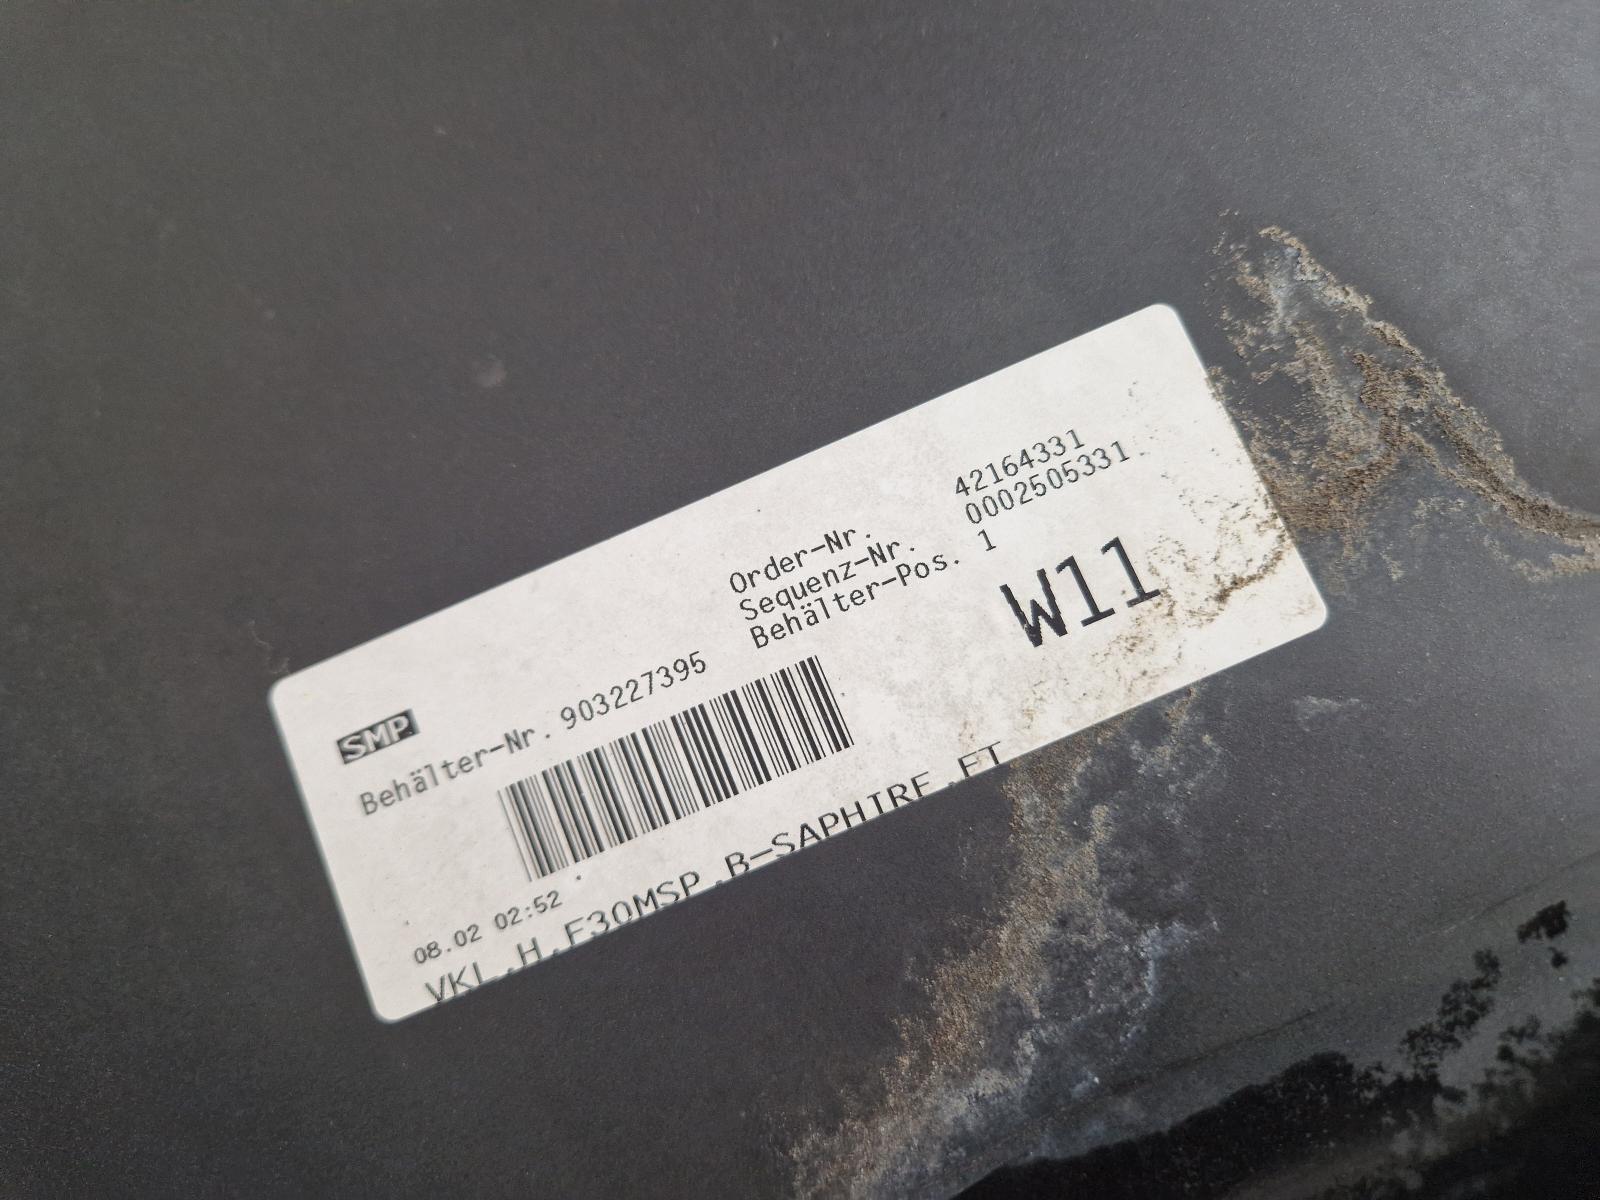 SMP
Behälter-Nr. 903227395
Order-Nr. 42164331
Sequenz-Nr. 0002505331
Behälter-Pos. 1
W11
08.02 02:52
VKL.H.F30MSP.B-SAPHIRE.ET